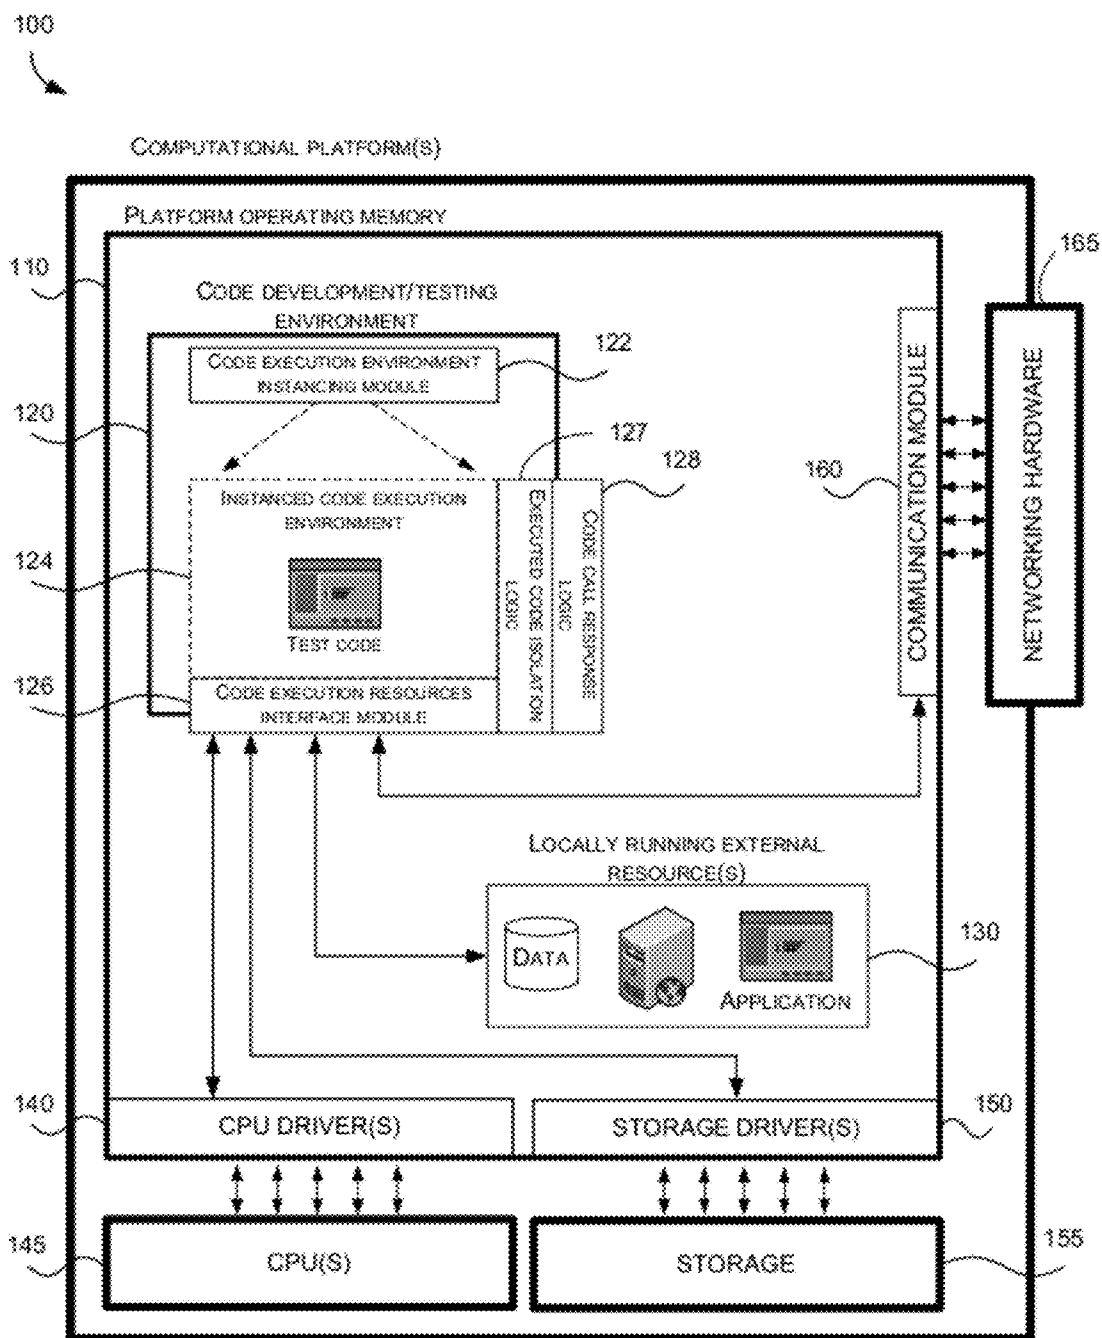 100
COMPUTATIONAL PLATFORM(S)
PLATFORM OPERATING MEMORY
110
165
CODE DEVELOPMENT/TESTING
ENVIRONMENT
122
CODE EXECUTION ENVIRONMENT
INSTANCING MODULE
120
127
128
160
COMMUNICATION MODULE
NETWORKING HARDWARE
INSTANCED CODE EXECUTION
ENVIRONMENT
EXECUTED CODE ISOLATION
LOGIC
CODE CALL RESPONSE
LOGIC
124
TEST CODE
126
CODE EXECUTION RESOURCES
INTERFACE MODULE
LOCALLY RUNNING EXTERNAL
RESOURCE(S)
130
DATA
APPLICATION
140
CPU DRIVER(S)
STORAGE DRIVER(S)
150
145
CPU(S)
STORAGE
155